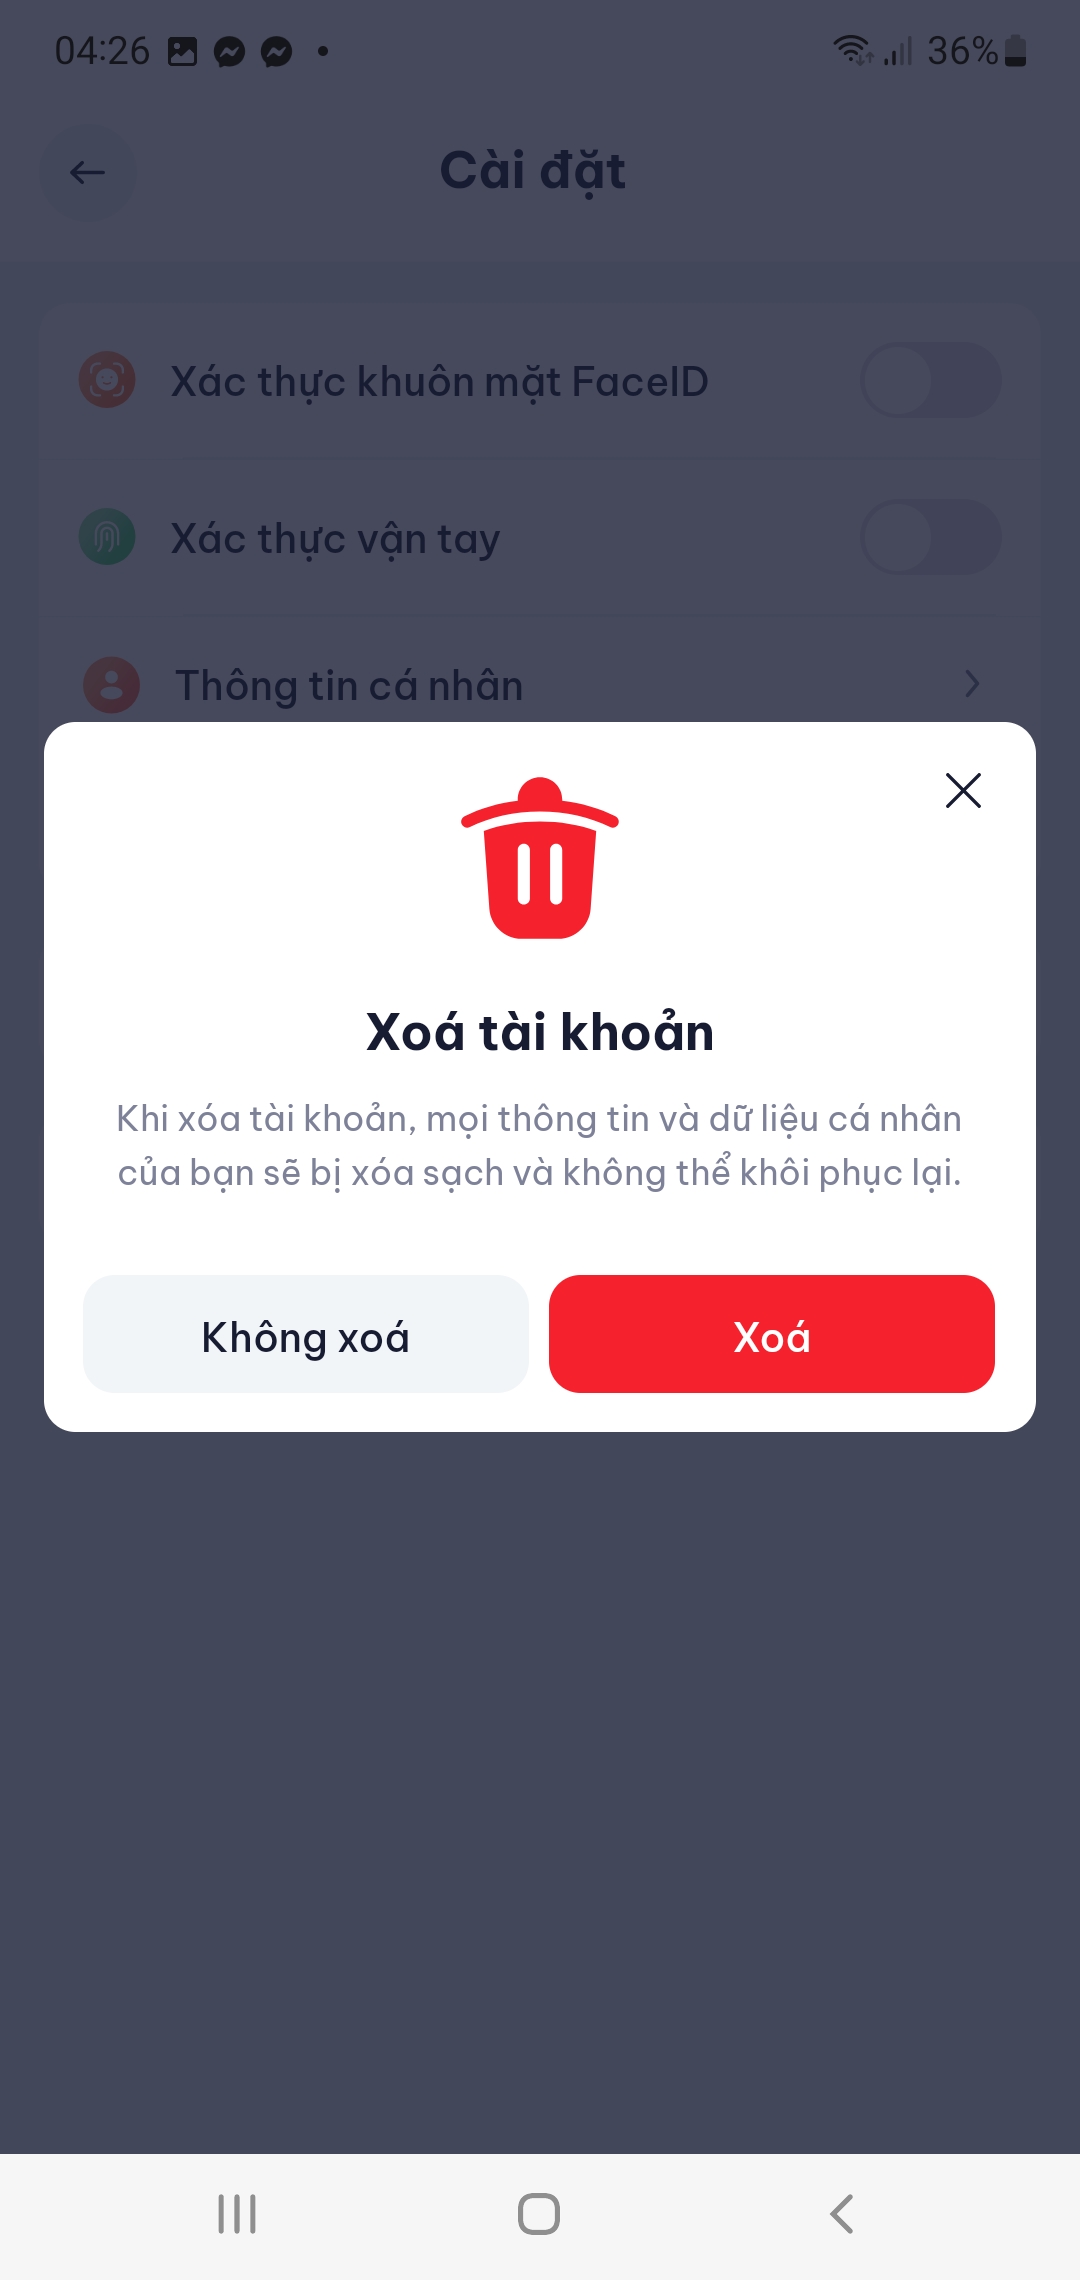 04:26
36%
Cài đặt
Xác thực khuôn mặt FaceID
Xác thực vận tay
Thông tin cá nhân
Xoá tài khoản
Khi xóa tài khoản, mọi thông tin và dữ liệu cá nhân
của bạn sẽ bị xóa sạch và không thể khôi phục lại.
Không xoá
Xoá